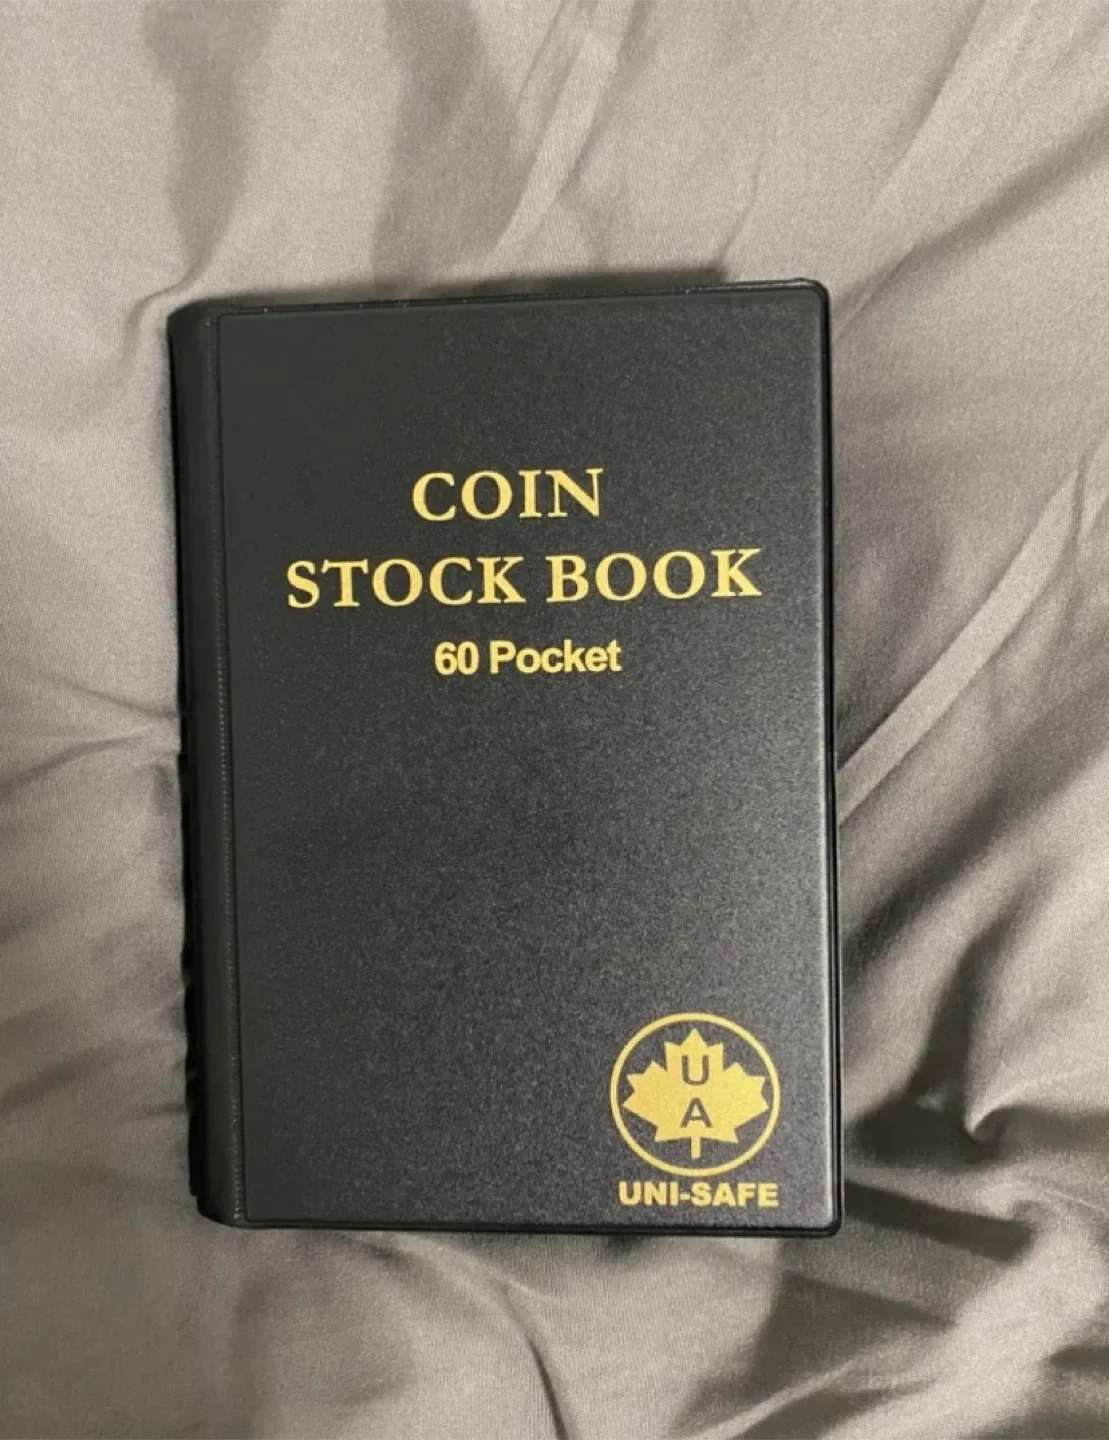 COIN
STOCK BOOK
60 Pocket
U
A
UNI-SAFE